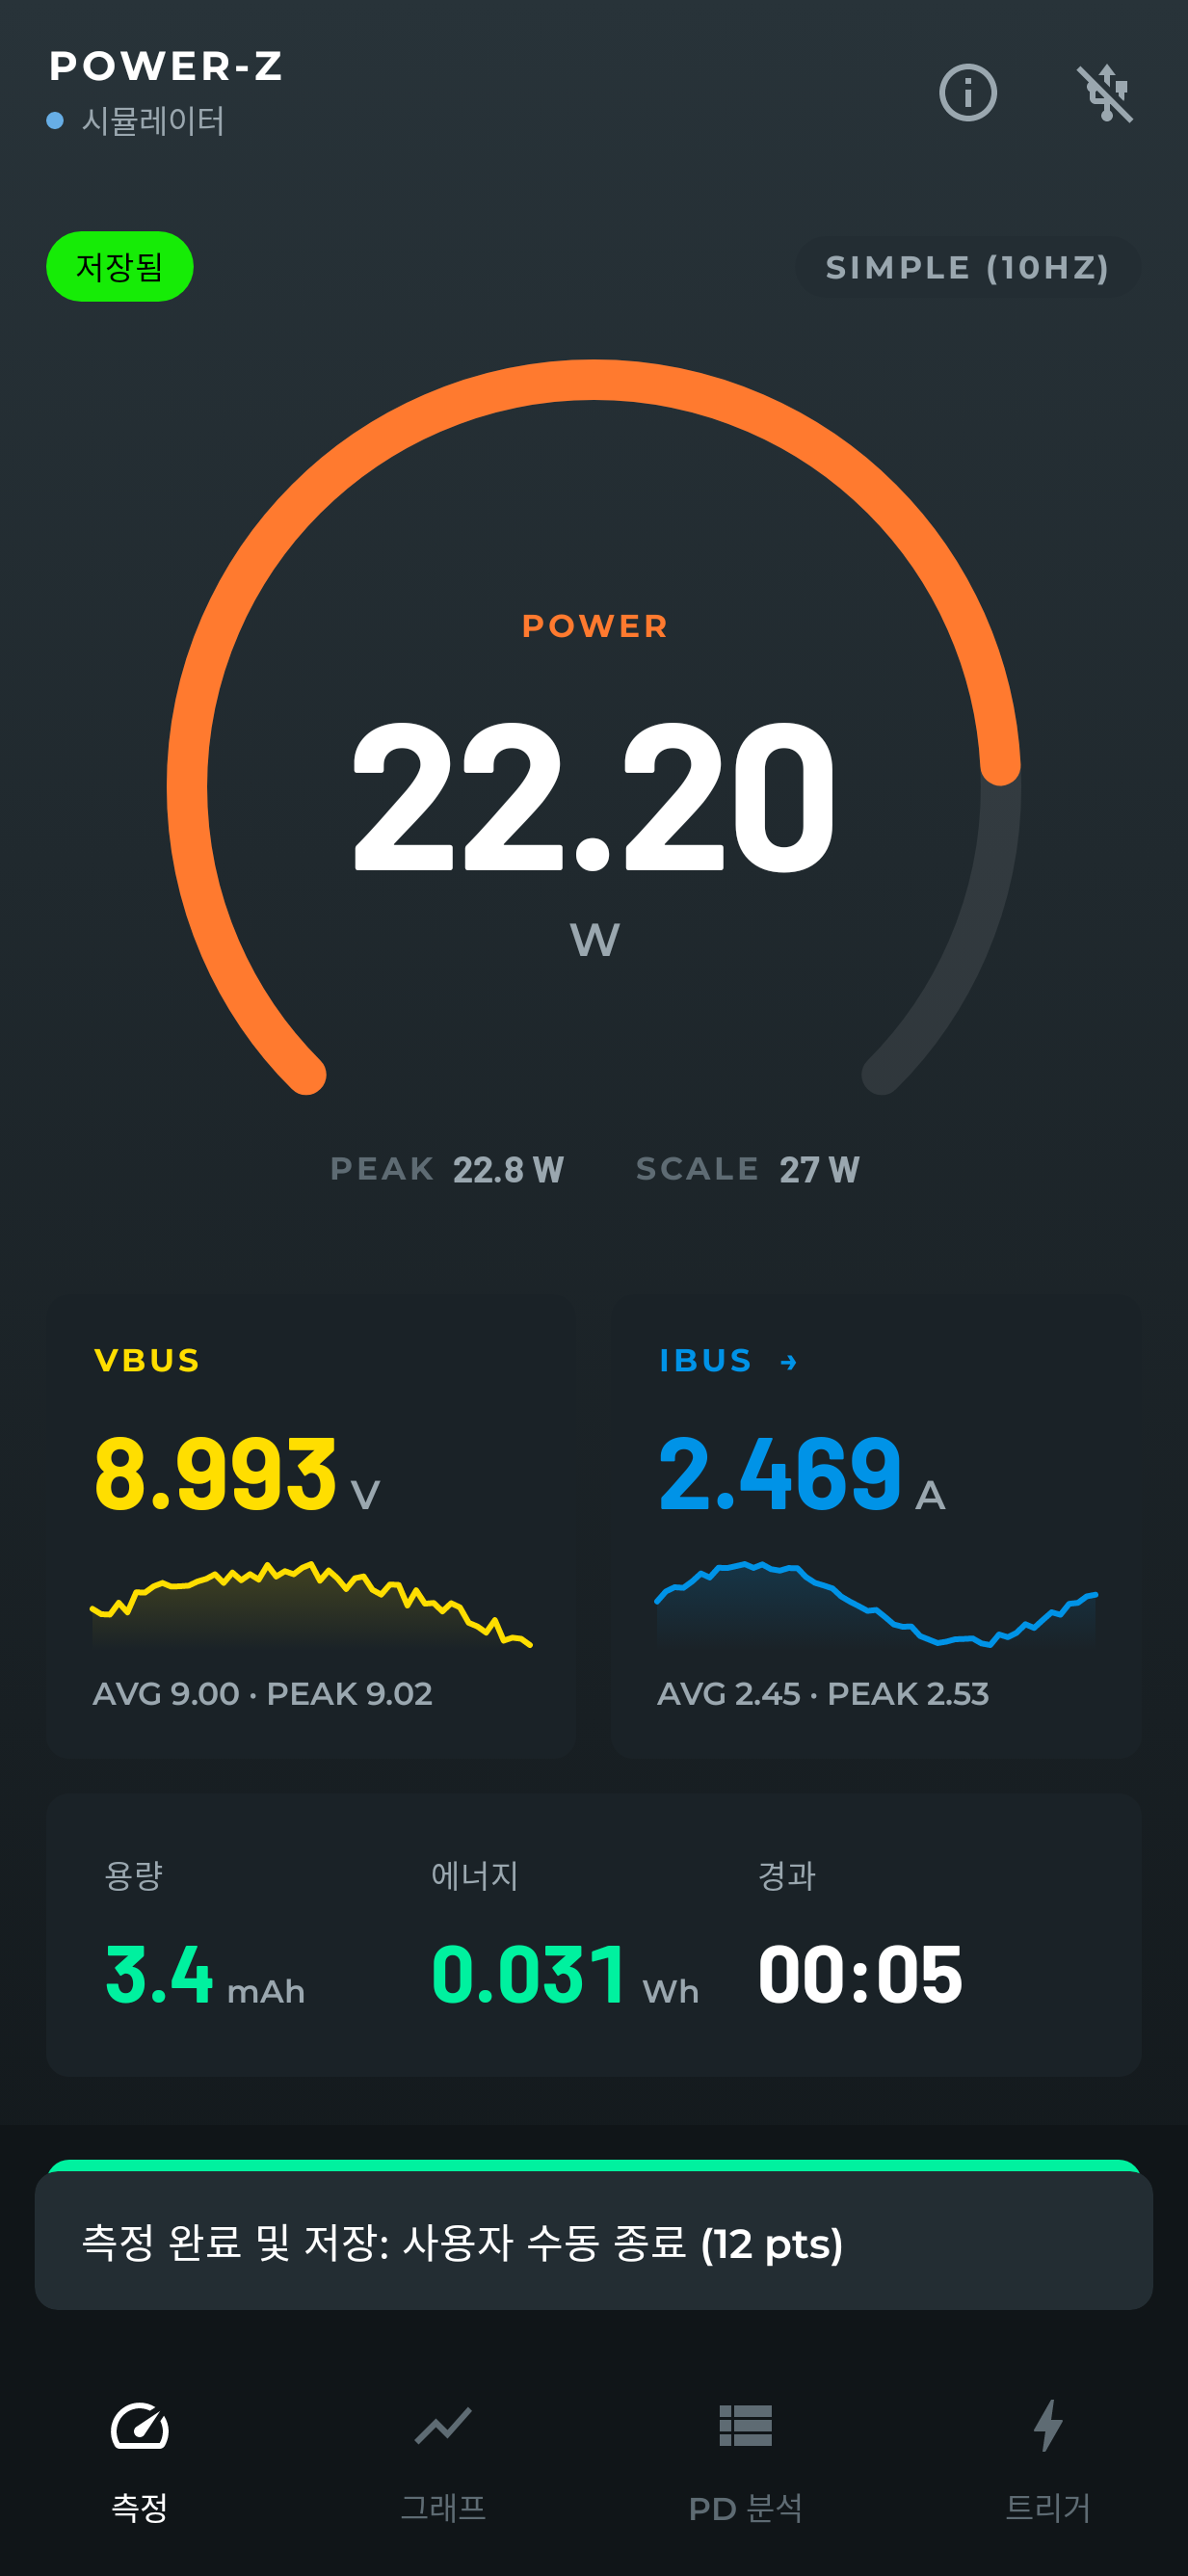 POWER-Z
시뮬레이터
저장됨
SIMPLE (10HZ)
POWER
22.20
W
PEAK 22.8 W SCALE 27 W
VBUS
8.993 V
AVG 9.00 · PEAK 9.02
IBUS →
2.469 A
AVG 2.45 · PEAK 2.53
용량 에너지 경과
3.4 mAh 0.031 Wh 00:05
측정 완료 및 저장: 사용자 수동 종료 (12 pts)
측정 그래프 PD 분석 트리거